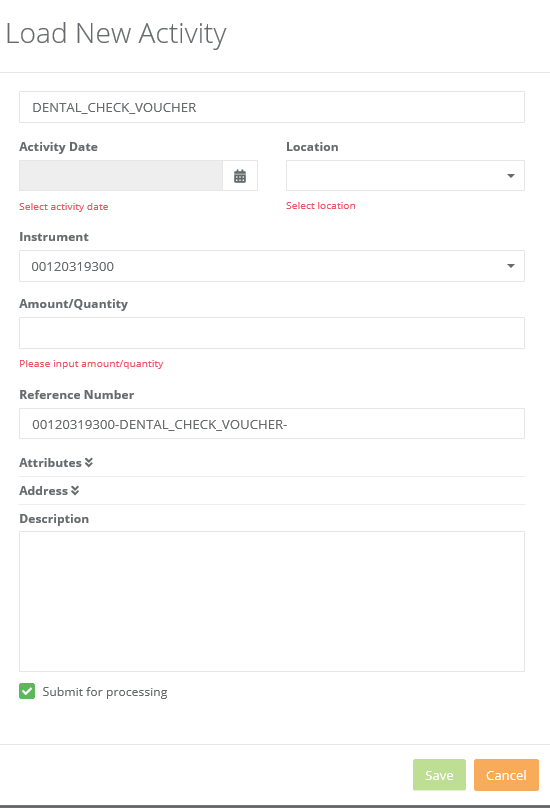 Load New Activity
DENTAL_CHECK_VOUCHER
Activity Date
Location
Select activity date
Select location
Instrument
00120319300
Amount/Quantity
Please input amount/quantity
Reference Number
00120319300-DENTAL_CHECK_VOUCHER-
Attributes
Address
Description
Submit for processing
Save
Cancel